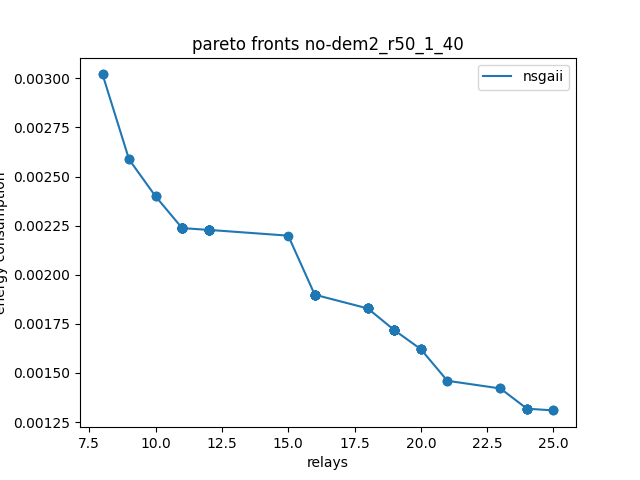 pareto fronts no-dem2_r50_1_40
nsgaii
0.00300
0.00275
0.00250
0.00225
0.00200
0.00175
0.00150
0.00125
energy consumption
7.5 10.0 12.5 15.0 17.5 20.0 22.5 25.0
relays